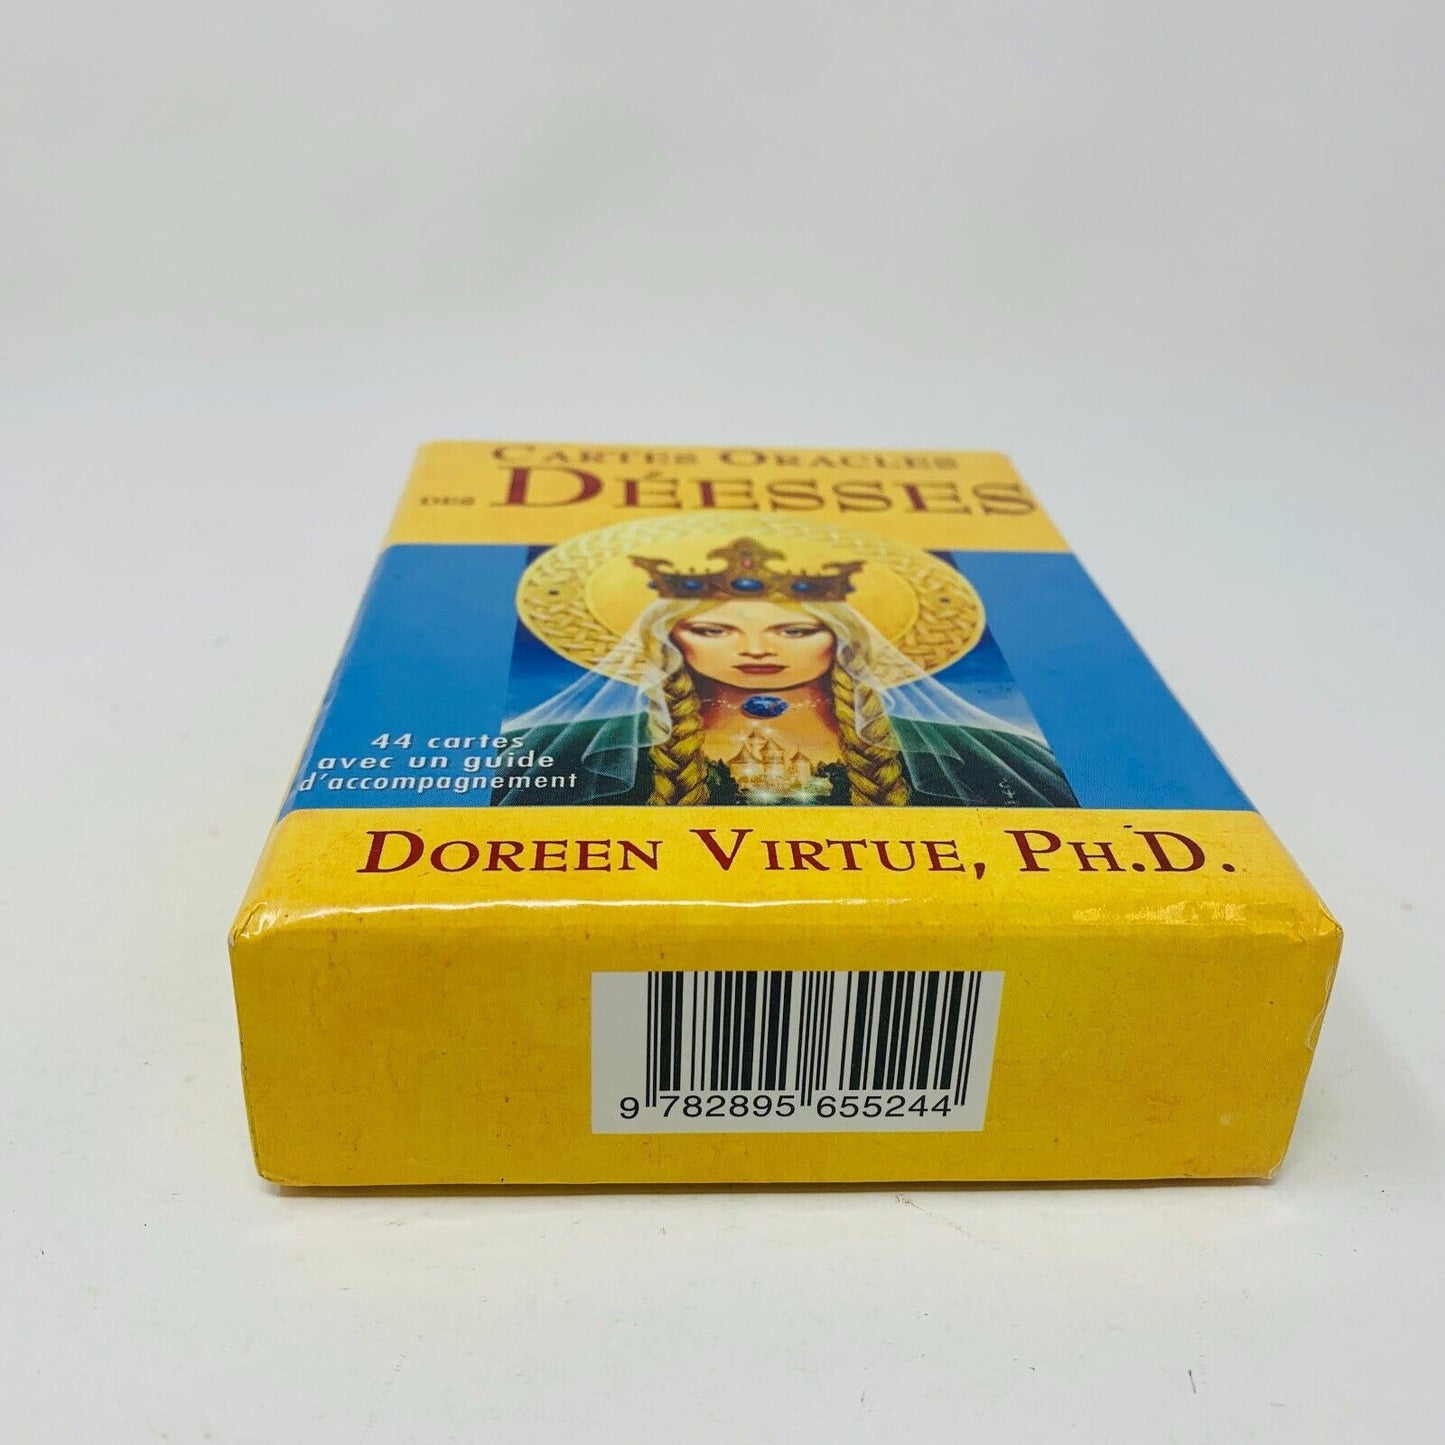 CARTES ORACLES
DES DÉESSES
44 cartes
avec un guide
d'accompagnement
DOREEN VIRTUE, PH.D.
9 782895 655244